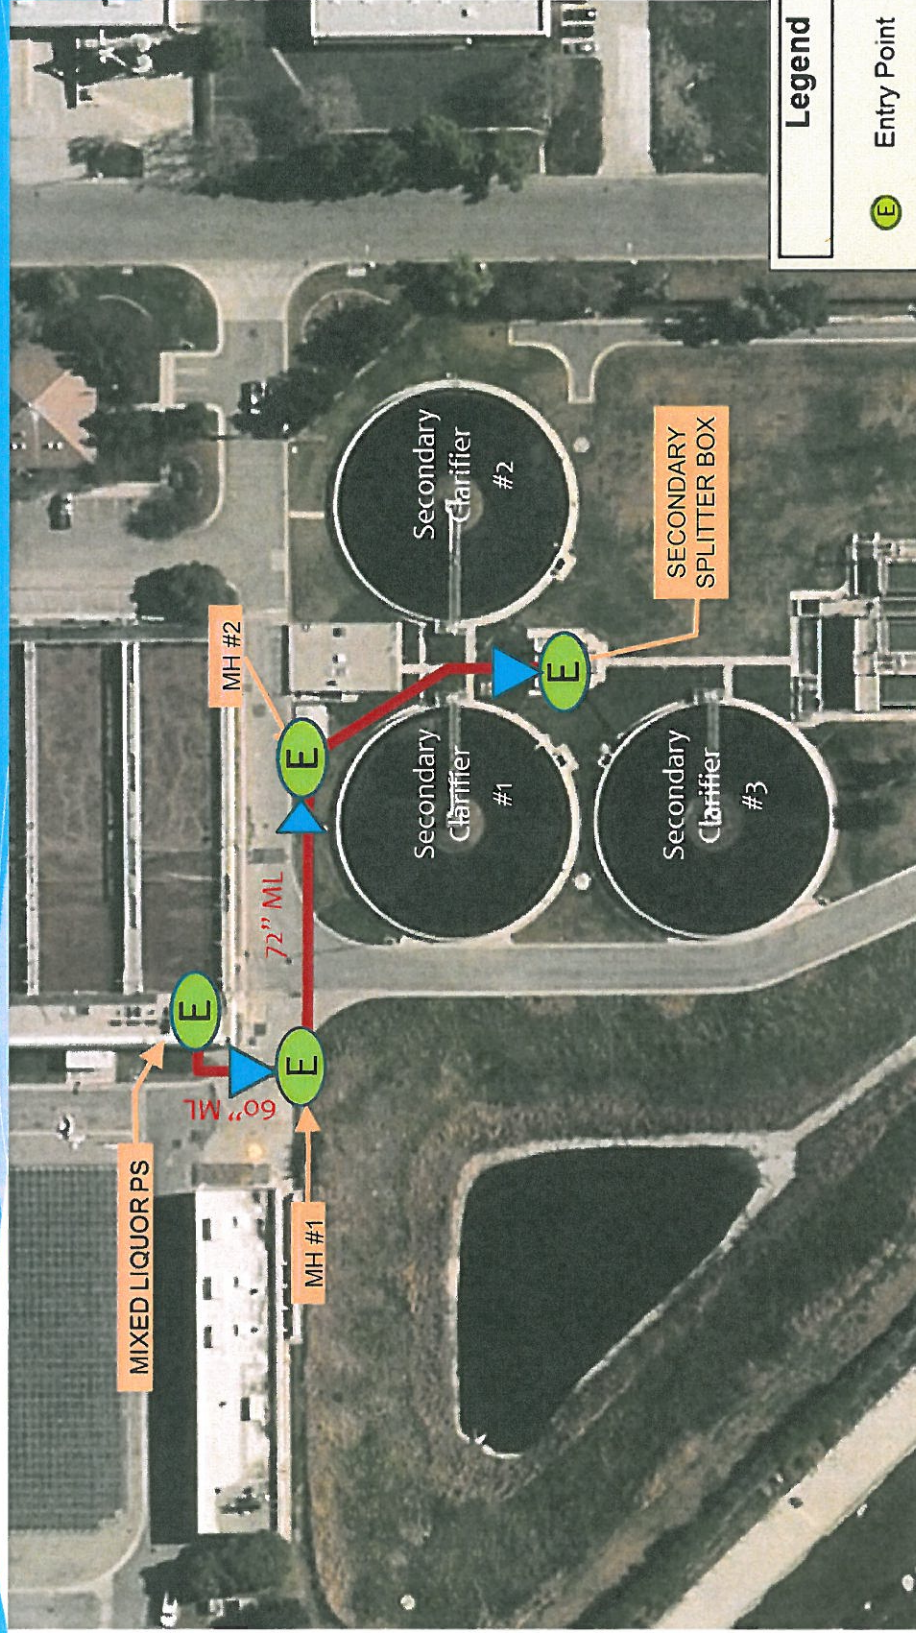 MIXED LIQUOR PS
E
60" ML
MH #1
E
72" ML
MH #2
E
Secondary
Clarifier
#1
Secondary
Clarifier
#2
E
SECONDARY
SPLITTER BOX
Secondary
Clarifier
#3
Legend
E Entry Point